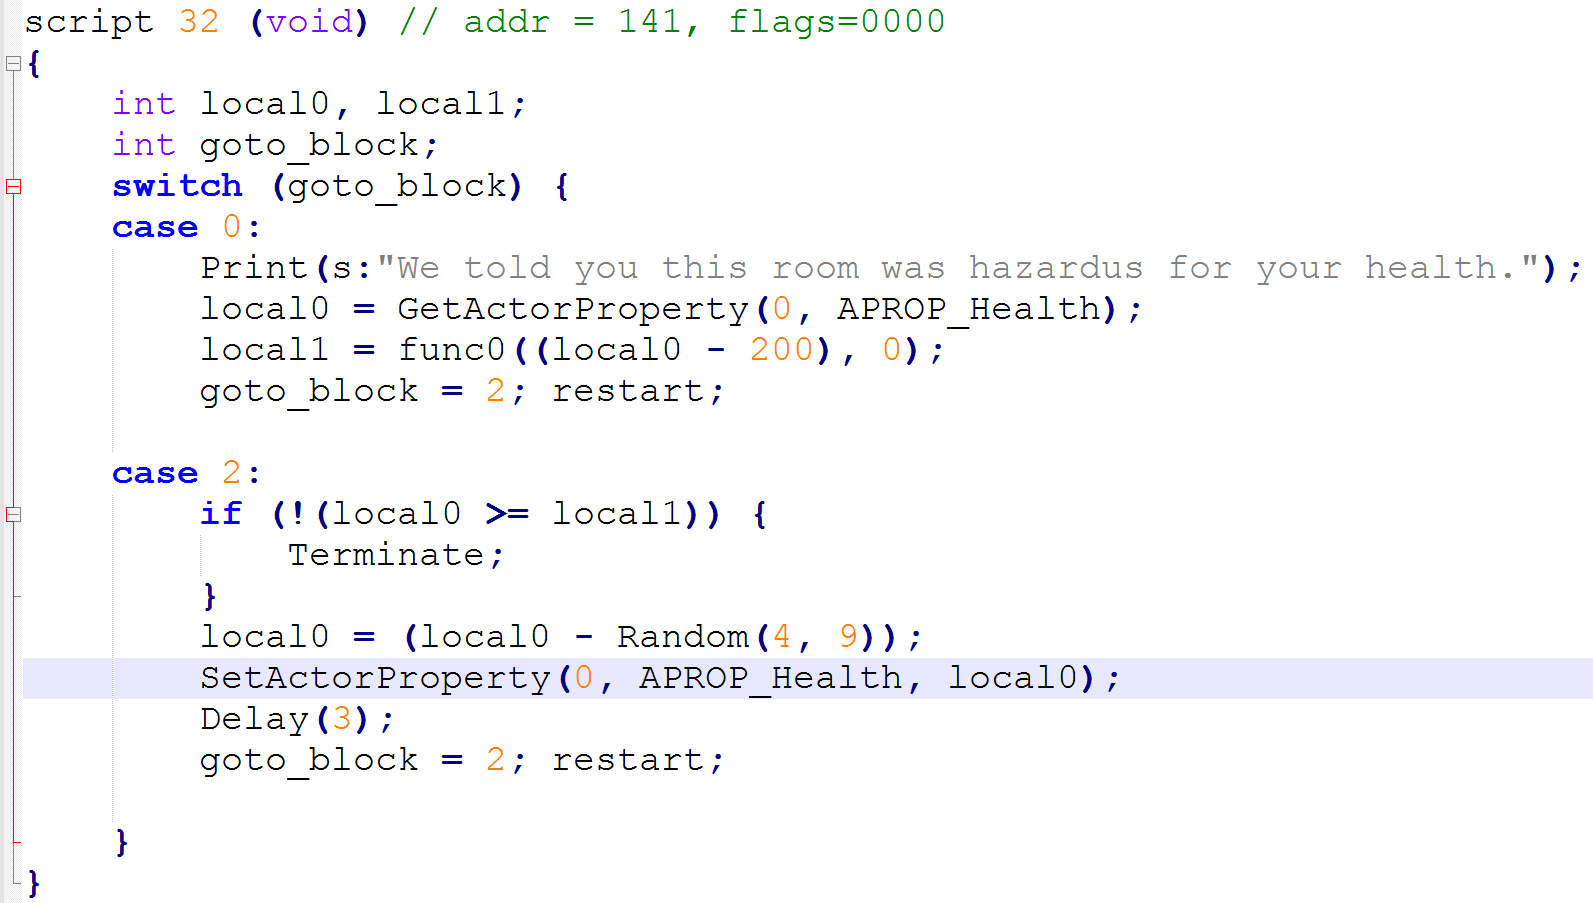 script 32 (void) // addr = 141, flags=0000
{
    int local0, local1;
    int goto_block;
    switch (goto_block) {
    case 0:
        Print(s:"We told you this room was hazardus for your health.");
        local0 = GetActorProperty(0, APROP_Health);
        local1 = func0((local0 - 200), 0);
        goto_block = 2; restart;
    case 2:
        if (!(local0 >= local1)) {
            Terminate;
        }
        local0 = (local0 - Random(4, 9));
        SetActorProperty(0, APROP_Health, local0);
        Delay(3);
        goto_block = 2; restart;
    }
}